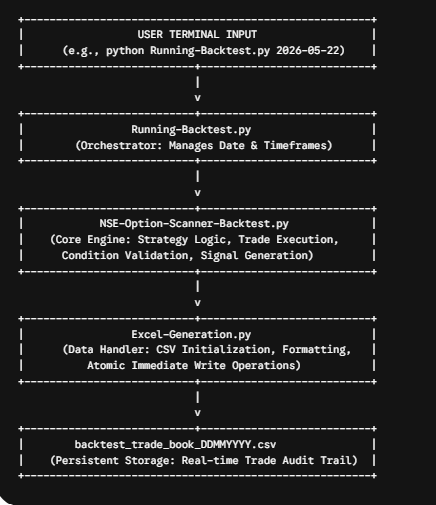 USER TERMINAL INPUT
(e.g., python Running-Backtest.py 2026-05-22)
Running-Backtest.py
(Orchestrator: Manages Date & Timeframes)
NSE-Option-Scanner-Backtest.py
(Core Engine: Strategy Logic, Trade Execution,
Condition Validation, Signal Generation)
Excel-Generation.py
(Data Handler: CSV Initialization, Formatting,
Atomic Immediate Write Operations)
backtest_trade_book_DDMMYYYY.csv
(Persistent Storage: Real-time Trade Audit Trail)